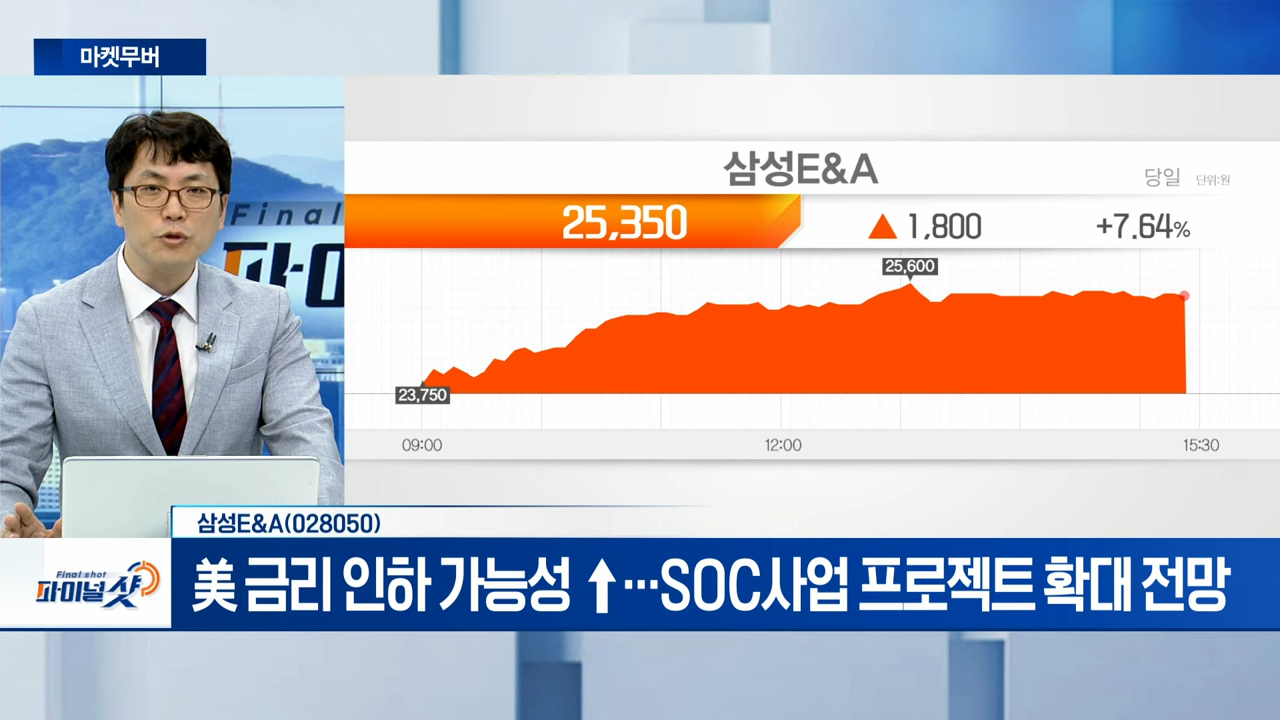 마켓무버
삼성E&A
당일 단위:원
25,350 ▲ 1,800 +7.64%
25,600
23,750
09:00 12:00 15:30
Final
파이
삼성E&A(028050)
Final shot
파이널샷
美 금리 인하 가능성 ↑…SOC사업 프로젝트 확대 전망